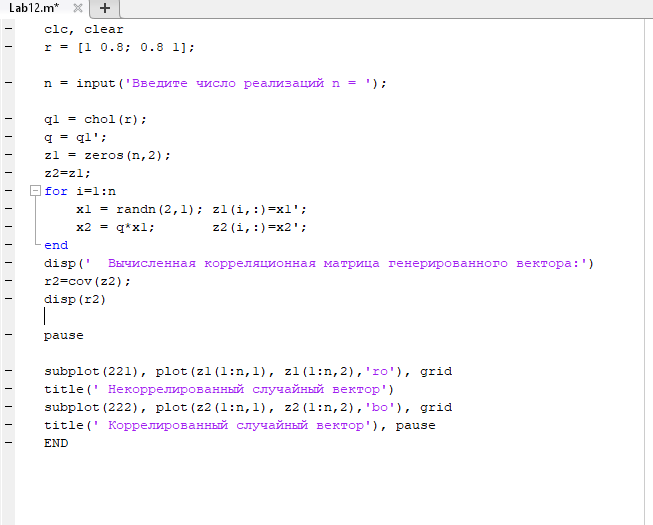 Lab12.m*
clc, clear
r = [1 0.8; 0.8 1];
n = input('Введите число реализаций n = ');
q1 = chol(r);
q = q1';
z1 = zeros(n,2);
z2=z1;
for i=1:n
x1 = randn(2,1); z1(i,:)=x1';
x2 = q*x1; z2(i,:)=x2';
end
disp(' Вычисленная корреляционная матрица генерированного вектора:')
r2=cov(z2);
disp(r2)
pause
subplot(221), plot(z1(1:n,1), z1(1:n,2),'ro'), grid
title(' Некоррелированный случайный вектор')
subplot(222), plot(z2(1:n,1), z2(1:n,2),'bo'), grid
title(' Коррелированный случайный вектор'), pause
END